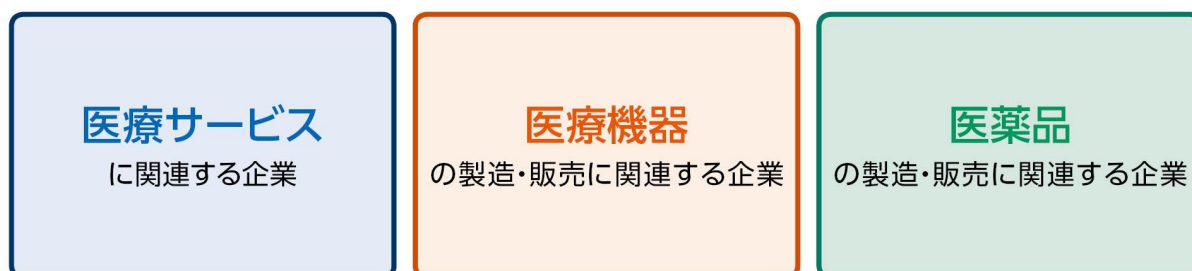 医療サービス
に関連する企業
医療機器
の製造・販売に関連する企業
医薬品
の製造・販売に関連する企業